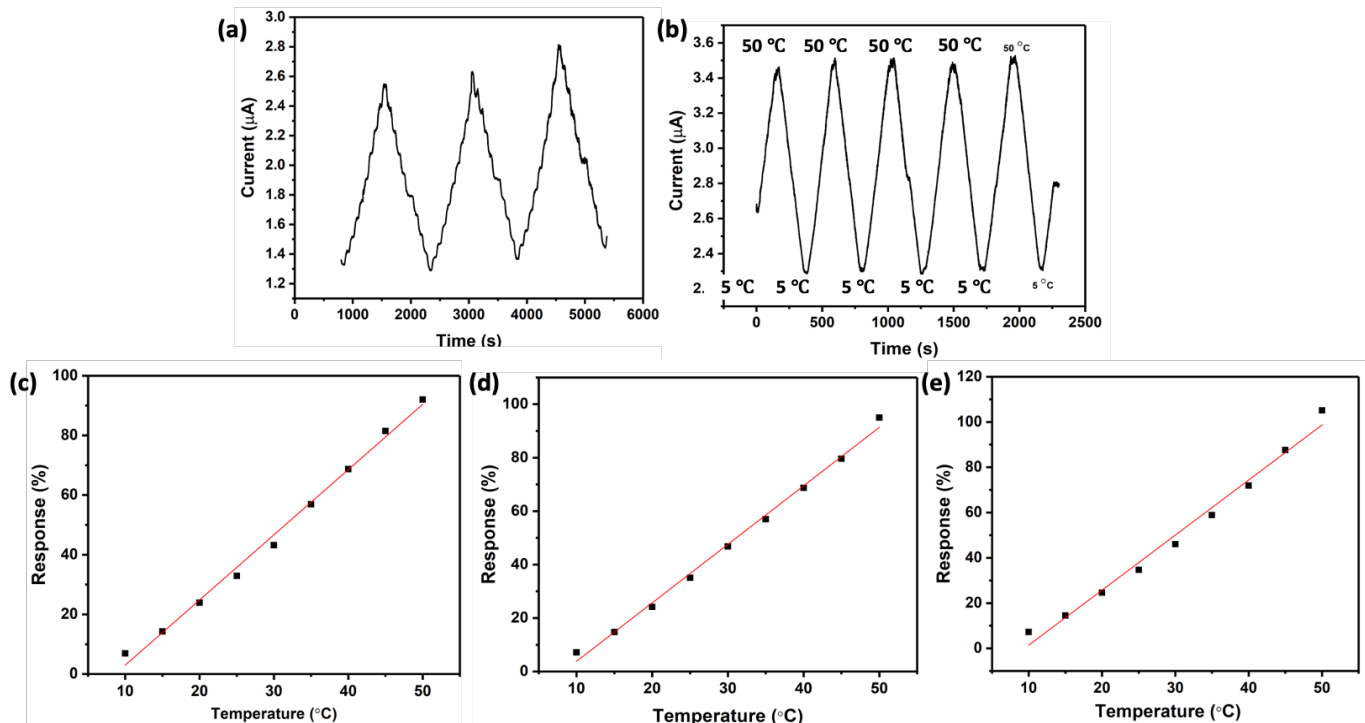 (a)
3.0
2.8
2.6
2.4
2.2
2.0
1.8
1.6
1.4
1.2
Current (μA)
0 1000 2000 3000 4000 5000 6000
Time (s)
(b)
50 °C 50 °C 50 °C 50 °C 50 °C
3.6
3.4
3.2
3.0
2.8
2.6
2.4
2.
Current (μA)
5 °C 5 °C 5 °C 5 °C 5 °C 5 °C
0 500 1000 1500 2000 2500
Time (s)
(c)
100
80
60
40
20
0
Response (%)
10 20 30 40 50
Temperature (°C)
(d)
100
80
60
40
20
0
Response (%)
10 20 30 40 50
Temperature (°C)
(e)
120
100
80
60
40
20
0
Response (%)
10 20 30 40 50
Temperature (°C)